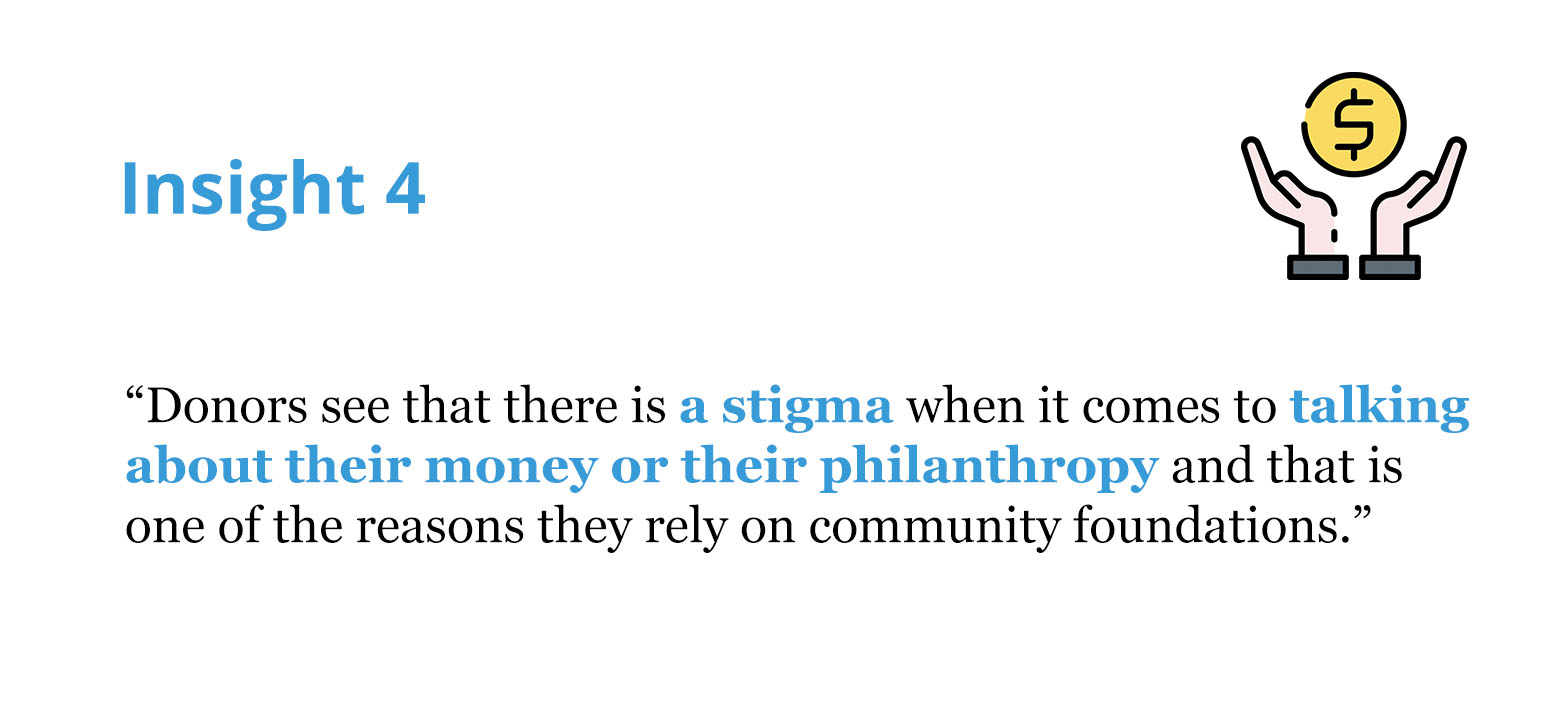 Insight 4
“Donors see that there is a stigma when it comes to talking
about their money or their philanthropy and that is
one of the reasons they rely on community foundations.”